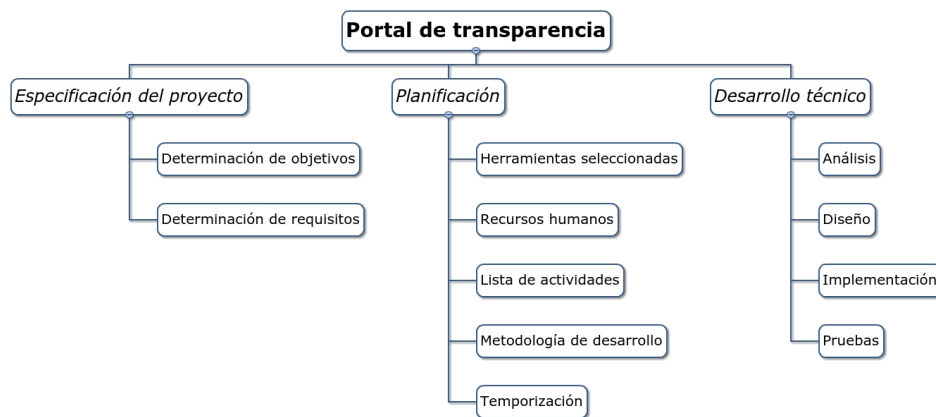 Portal de transparencia
Especificación del proyecto
Determinación de objetivos
Determinación de requisitos
Planificación
Herramientas seleccionadas
Recursos humanos
Lista de actividades
Metodología de desarrollo
Temporización
Desarrollo técnico
Análisis
Diseño
Implementación
Pruebas